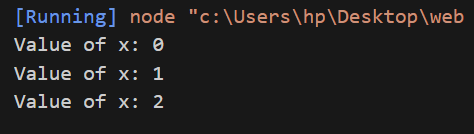 [Running] node "c:\Users\hp\Desktop\web
Value of x: 0
Value of x: 1
Value of x: 2